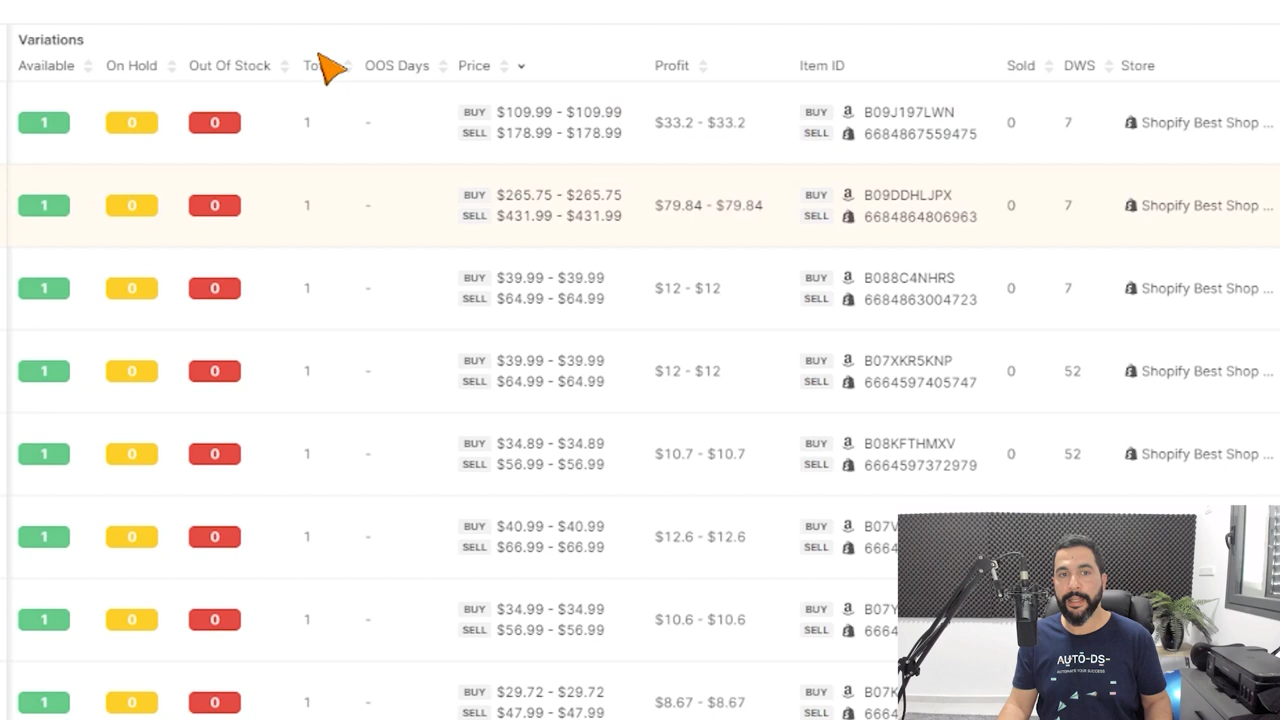 Variations
Available On Hold Out Of Stock OOS Days Price Profit Item ID Sold DWS Store
1 0 0 1 - BUY $109.99 - $109.99 $33.2 - $33.2 BUY B09J197LWN 0 7 Shopify Best Shop ...
SELL $178.99 - $178.99 SELL 6684867559475
1 0 0 1 - BUY $265.75 - $265.75 $79.84 - $79.84 BUY B09DDHLJPX 0 7 Shopify Best Shop ...
SELL $431.99 - $431.99 SELL 6684864806963
1 0 0 1 - BUY $39.99 - $39.99 $12 - $12 BUY B088C4NHRS 0 7 Shopify Best Shop ...
SELL $64.99 - $64.99 SELL 6684863004723
1 0 0 1 - BUY $39.99 - $39.99 $12 - $12 BUY B07XKR5KNP 0 52 Shopify Best Shop ...
SELL $64.99 - $64.99 SELL 6664597405747
1 0 0 1 - BUY $34.89 - $34.89 $10.7 - $10.7 BUY B08KFTHMXV 0 52 Shopify Best Shop ...
SELL $56.99 - $56.99 SELL 6664597372979
1 0 0 1 - BUY $40.99 - $40.99 $12.6 - $12.6 BUY
SELL $66.99 - $66.99 SELL
1 0 0 1 - BUY $34.99 - $34.99 $10.6 - $10.6 BUY
SELL $56.99 - $56.99 SELL
1 0 0 1 - BUY $29.72 - $29.72 $8.67 - $8.67 BUY
SELL $47.99 - $47.99 SELL
AUTO-DS-
AUTOMATE YOUR SUCCESS